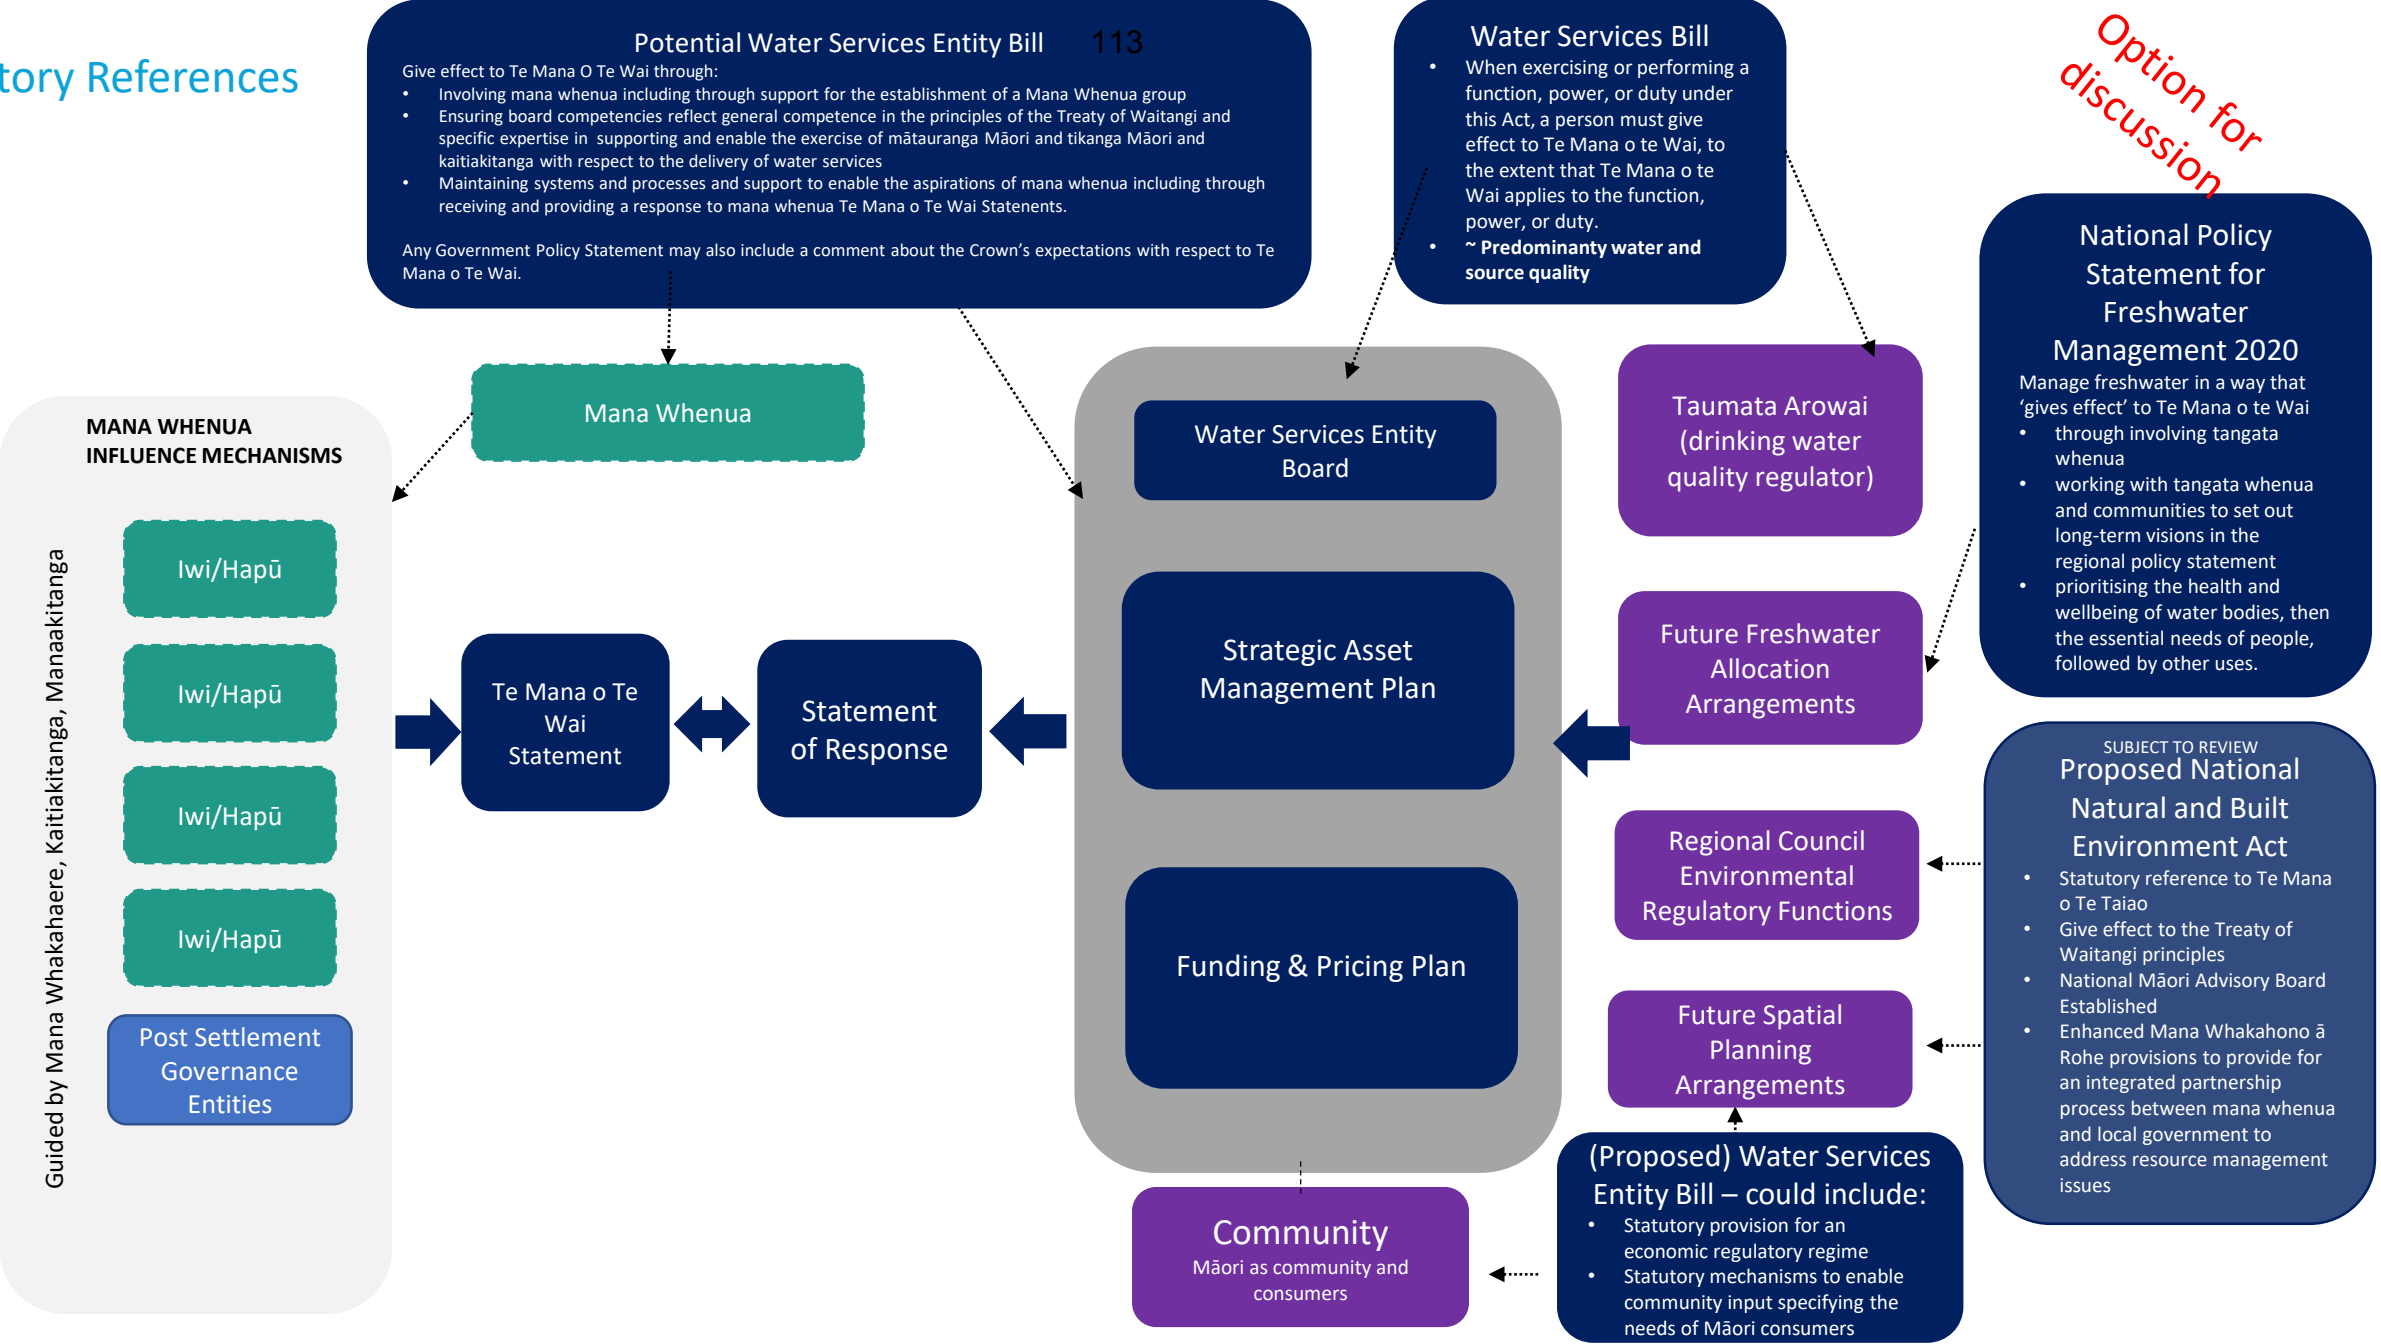 tory References
Potential Water Services Entity Bill
113
Give effect to Te Mana O Te Wai through:
• Involving mana whenua including through support for the establishment of a Mana Whenua group
• Ensuring board competencies reflect general competence in the principles of the Treaty of Waitangi and
specific expertise in supporting and enable the exercise of mātauranga Māori and tikanga Māori and
kaitiakitanga with respect to the delivery of water services
• Maintaining systems and processes and support to enable the aspirations of mana whenua including through
receiving and providing a response to mana whenua Te Mana o Te Wai Statenents.
Any Government Policy Statement may also include a comment about the Crown's expectations with respect to Te
Mana o Te Wai.
Water Services Bill
• When exercising or performing a
function, power, or duty under
this Act, a person must give
effect to Te Mana o te Wai, to
the extent that Te Mana o te
Wai applies to the function,
power, or duty.
• ~ Predominanty water and
source quality
Option for
discussion
National Policy
Statement for
Freshwater
Management 2020
Manage freshwater in a way that
‘gives effect’ to Te Mana o te Wai
• through involving tangata
whenua
• working with tangata whenua
and communities to set out
long-term visions in the
regional policy statement
• prioritising the health and
wellbeing of water bodies, then
the essential needs of people,
followed by other uses.
MANA WHENUA
INFLUENCE MECHANISMS
Guided by Mana Whakahaere, Kaitiakitanga, Manaakitanga
Iwi/Hapū
Iwi/Hapū
Iwi/Hapū
Iwi/Hapū
Post Settlement
Governance
Entities
Mana Whenua
Te Mana o Te
Wai
Statement
Statement
of Response
Water Services Entity
Board
Strategic Asset
Management Plan
Funding & Pricing Plan
Taumata Arowai
(drinking water
quality regulator)
Future Freshwater
Allocation
Arrangements
Regional Council
Environmental
Regulatory Functions
Future Spatial
Planning
Arrangements
SUBJECT TO REVIEW
Proposed National
Natural and Built
Environment Act
• Statutory reference to Te Mana
o Te Taiao
• Give effect to the Treaty of
Waitangi principles
• National Māori Advisory Board
Established
• Enhanced Mana Whakahono ā
Rohe provisions to provide for
an integrated partnership
process between mana whenua
and local government to
address resource management
issues
Community
Māori as community and
consumers
(Proposed) Water Services
Entity Bill – could include:
• Statutory provision for an
economic regulatory regime
• Statutory mechanisms to enable
community input specifying the
needs of Māori consumers